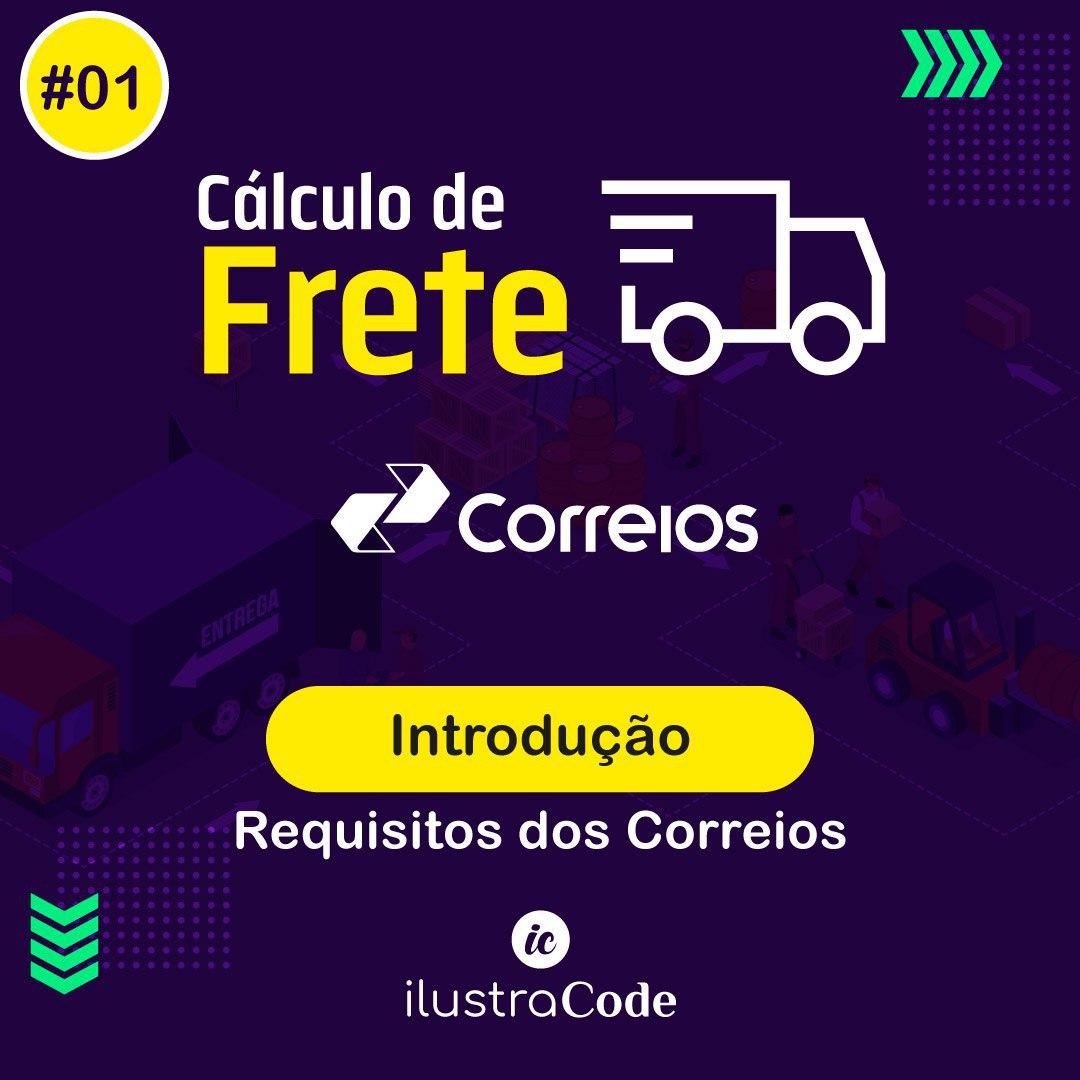 #01
Cálculo de
Frete
Correios
ENTREGA
Introdução
Requisitos dos Correios
ic
ilustraCode